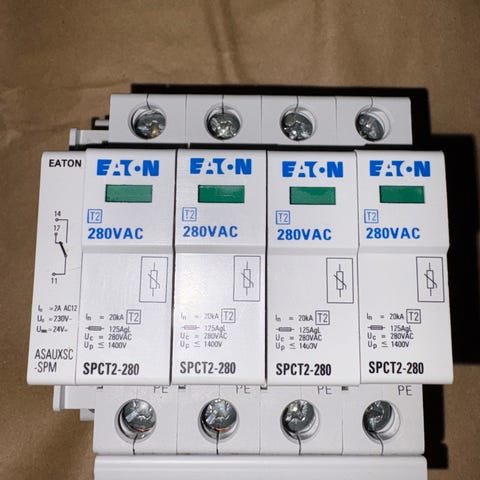 EATON
14
12
11
In = 2A AC12
Ur = 230V~
Umin = 24V~
ASAUXSC
-SPM
EATON
T2
280VAC
In = 20kA T2
125AgL
Uc = 280VAC
Up ≤ 1400V
SPCT2-280
PE
EATON
T2
280VAC
In = 20kA T2
125AgL
Uc = 280VAC
Up ≤ 1400V
SPCT2-280
PE
EATON
T2
280VAC
In = 20kA T2
125AgL
Uc = 280VAC
Up ≤ 1400V
SPCT2-280
PE
EATON
T2
280VAC
In = 20kA T2
125AgL
Uc = 280VAC
Up ≤ 1400V
SPCT2-280
PE